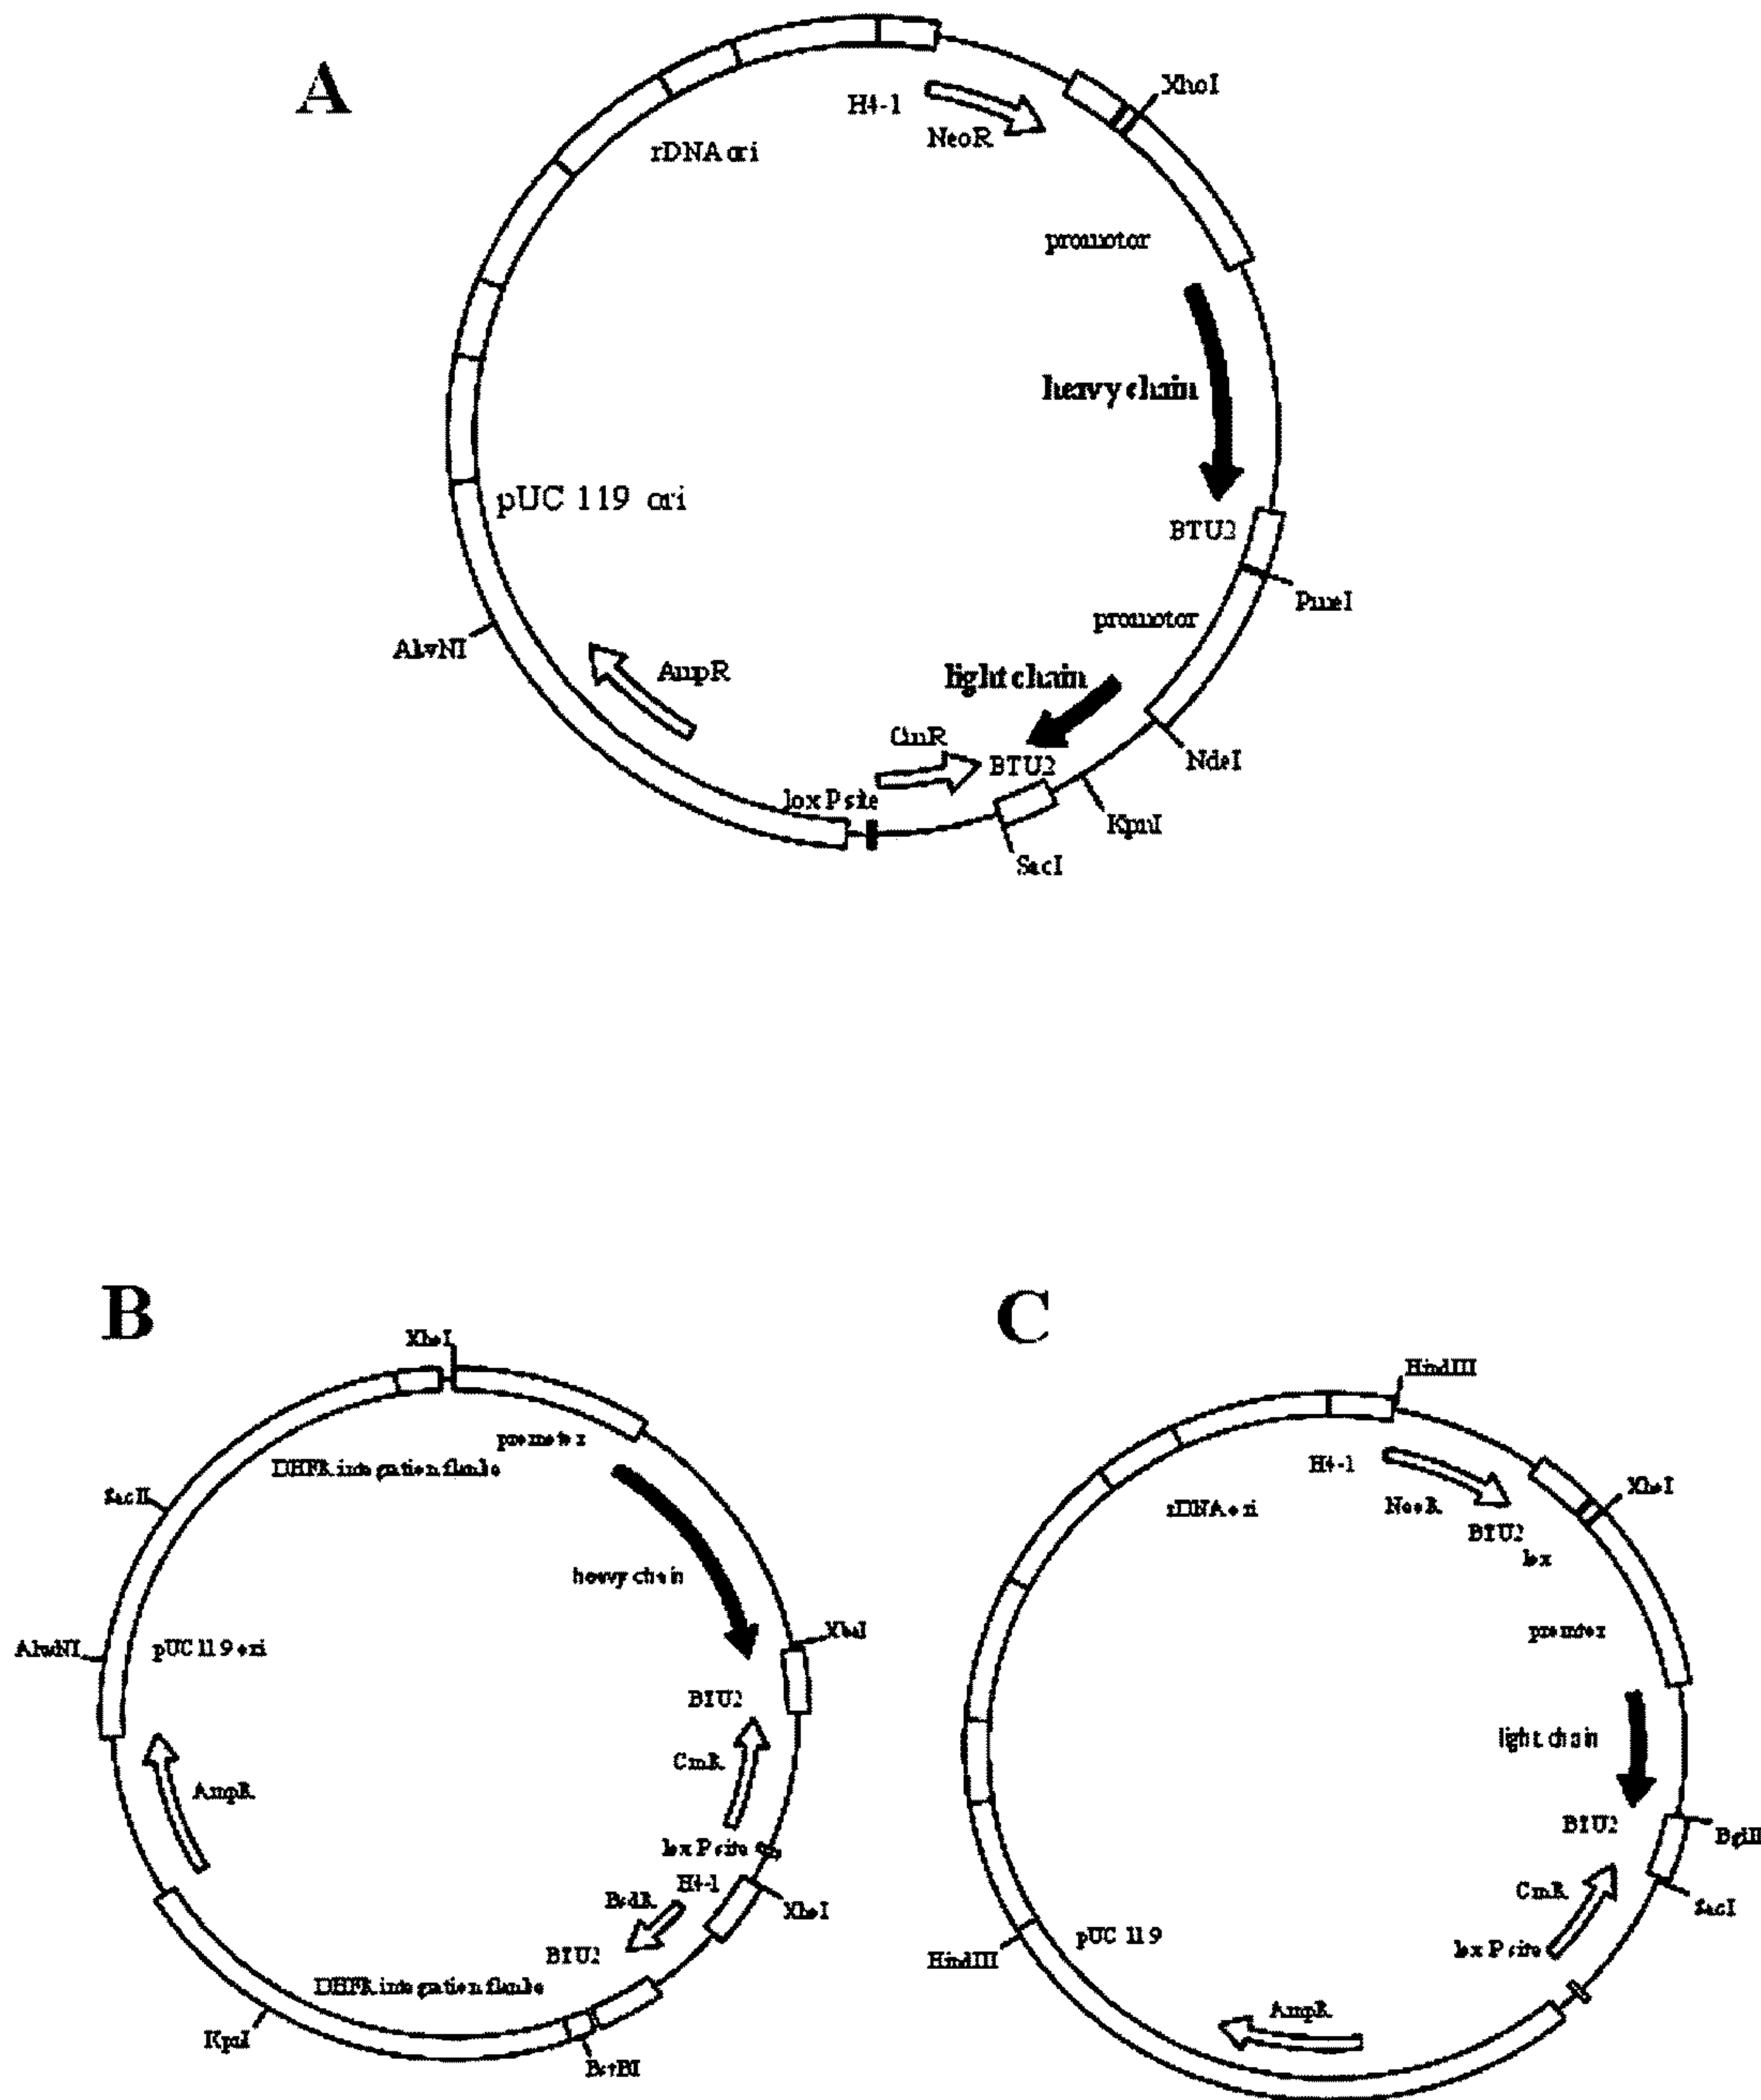 A
XhoI
H4-1
NeoR
rDNA ori
promotor
heavy chain
pUC 119 ori
BTU2
PmeI
promotor
AlwNI
AmpR
light chain
CmR
BTU2
NdeI
lox P site
KpnI
SacI
B
C
XhoI
HindIII
promotor
DHFR integration flanks
H4-1
XhoI
SacII
rDNA ori
NeoR
BTU2
lox
heavy chain
promotor
AlwNI
pUC 119 ori
XbaI
BTU2
light chain
CmR
AmpR
BTU2
BglII
lox P site
H4-1
CmR
BsdR
XhoI
SacI
BTU2
pUC 119
lox P site
HindIII
DHFR integration flanks
AmpR
KpnI
BstBI